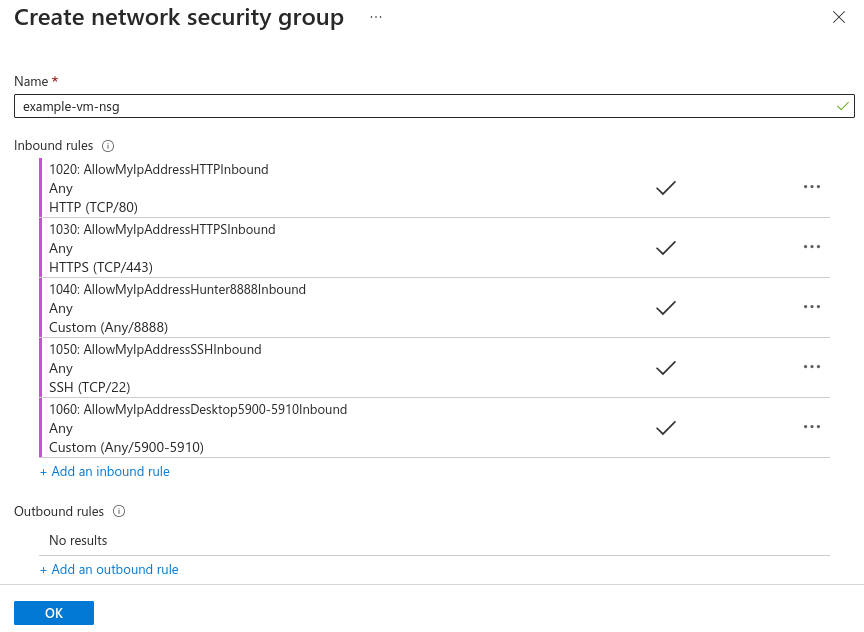 Create network security group ...
Name *
example-vm-nsg
Inbound rules
1020: AllowMyIpAddressHTTPInbound
Any
HTTP (TCP/80)
1030: AllowMyIpAddressHTTPSInbound
Any
HTTPS (TCP/443)
1040: AllowMyIpAddressHunter8888Inbound
Any
Custom (Any/8888)
1050: AllowMyIpAddressSSHInbound
Any
SSH (TCP/22)
1060: AllowMyIpAddressDesktop5900-5910Inbound
Any
Custom (Any/5900-5910)
+ Add an inbound rule
Outbound rules
No results
+ Add an outbound rule
OK